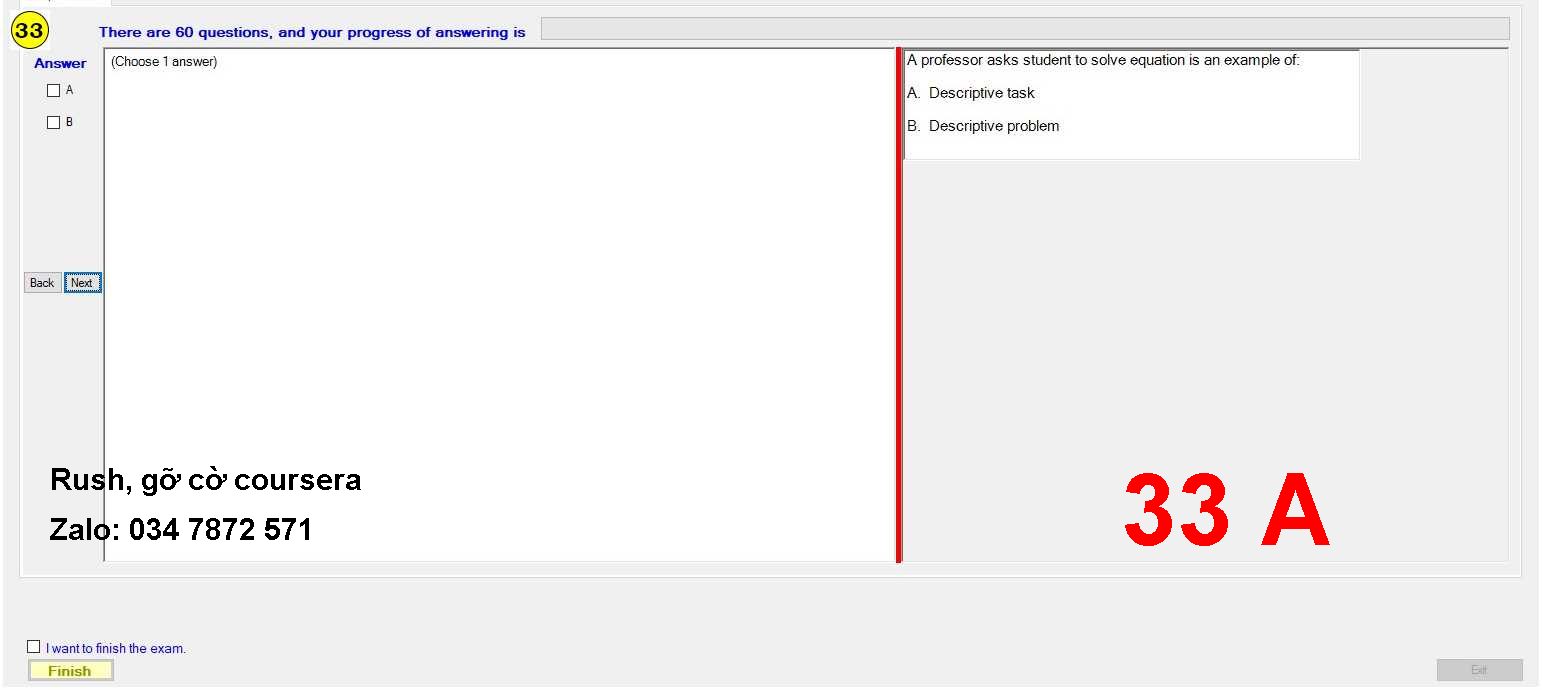 33
There are 60 questions, and your progress of answering is
Answer
(Choose 1 answer)
A
B
A professor asks student to solve equation is an example of:
A. Descriptive task
B. Descriptive problem
Back
Next
Rush, gỡ cờ coursera
Zalo: 034 7872 571
33 A
I want to finish the exam.
Finish
Exit